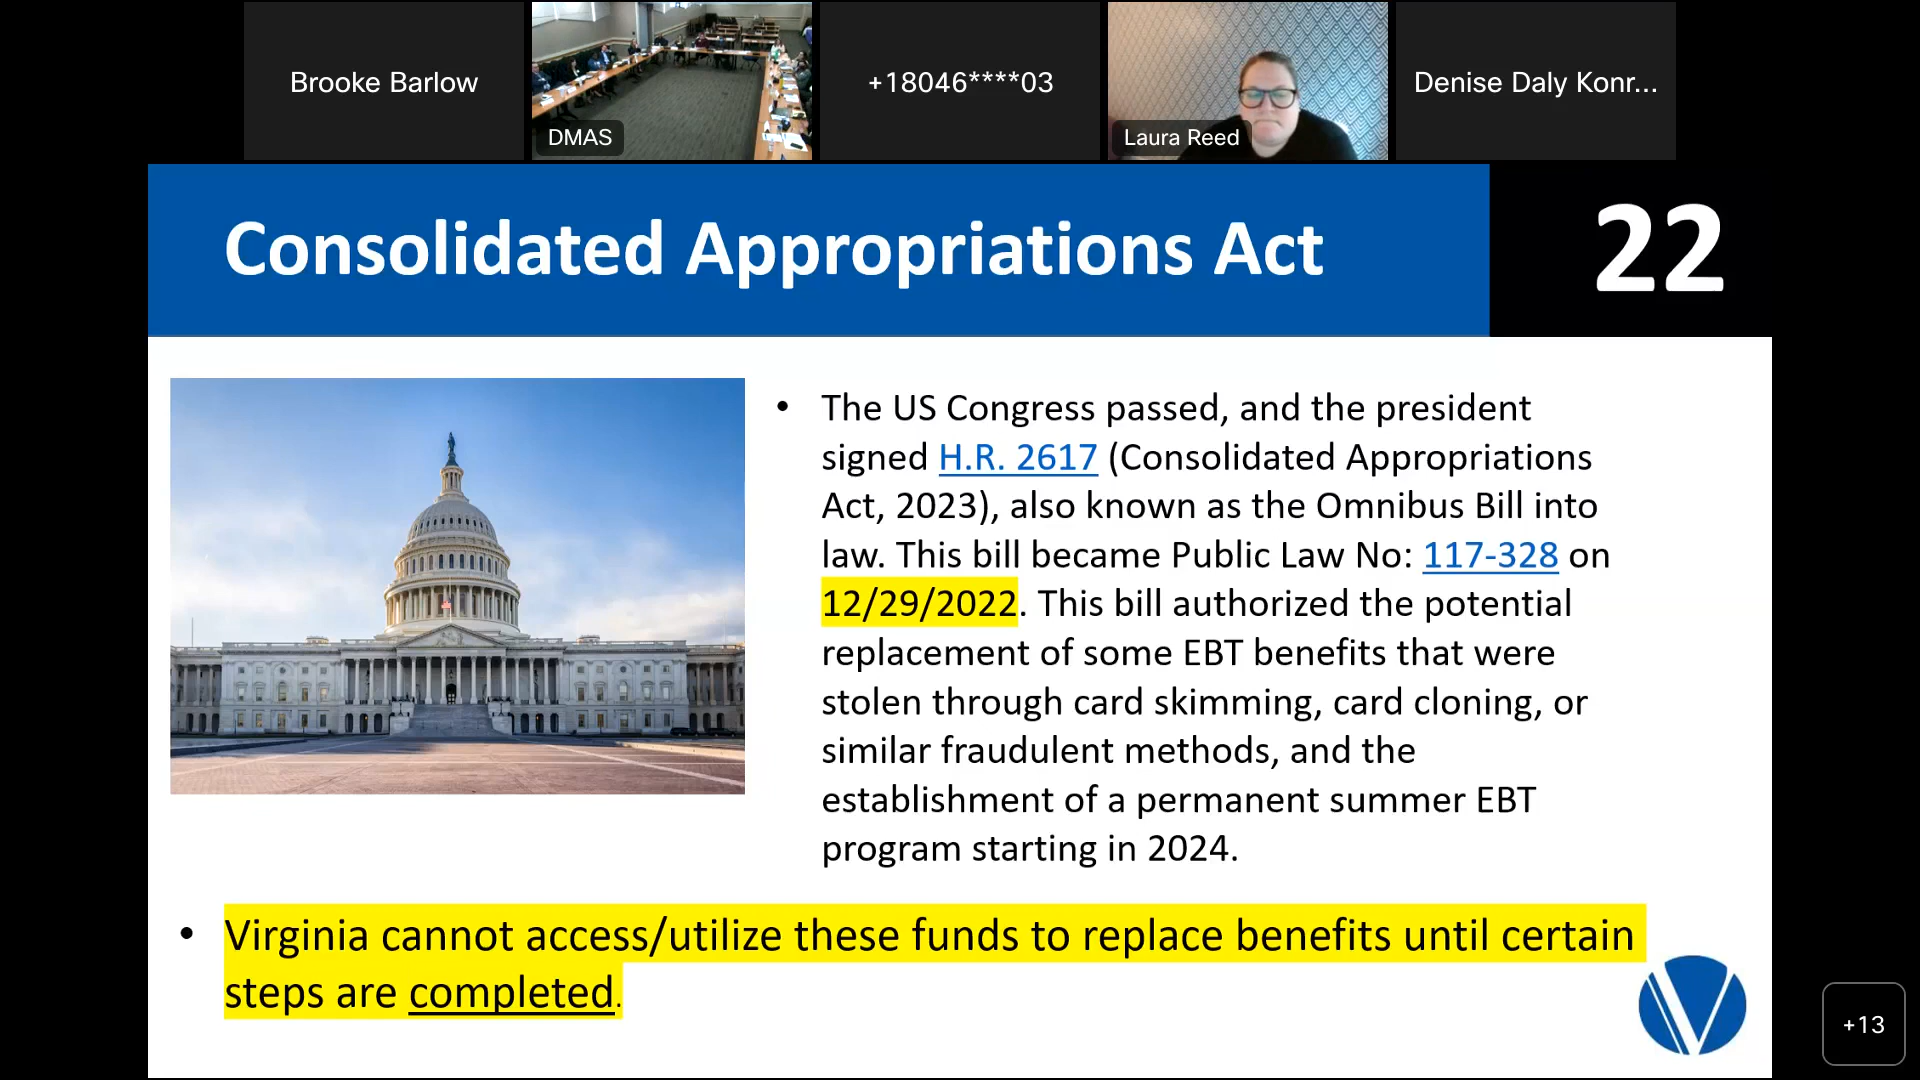 Brooke Barlow
DMAS
+18046****03
Laura Reed
Denise Daly Konr...
Consolidated Appropriations Act
22
• The US Congress passed, and the president
signed H.R. 2617 (Consolidated Appropriations
Act, 2023), also known as the Omnibus Bill into
law. This bill became Public Law No: 117-328 on
12/29/2022. This bill authorized the potential
replacement of some EBT benefits that were
stolen through card skimming, card cloning, or
similar fraudulent methods, and the
establishment of a permanent summer EBT
program starting in 2024.
• Virginia cannot access/utilize these funds to replace benefits until certain
steps are completed.
+13